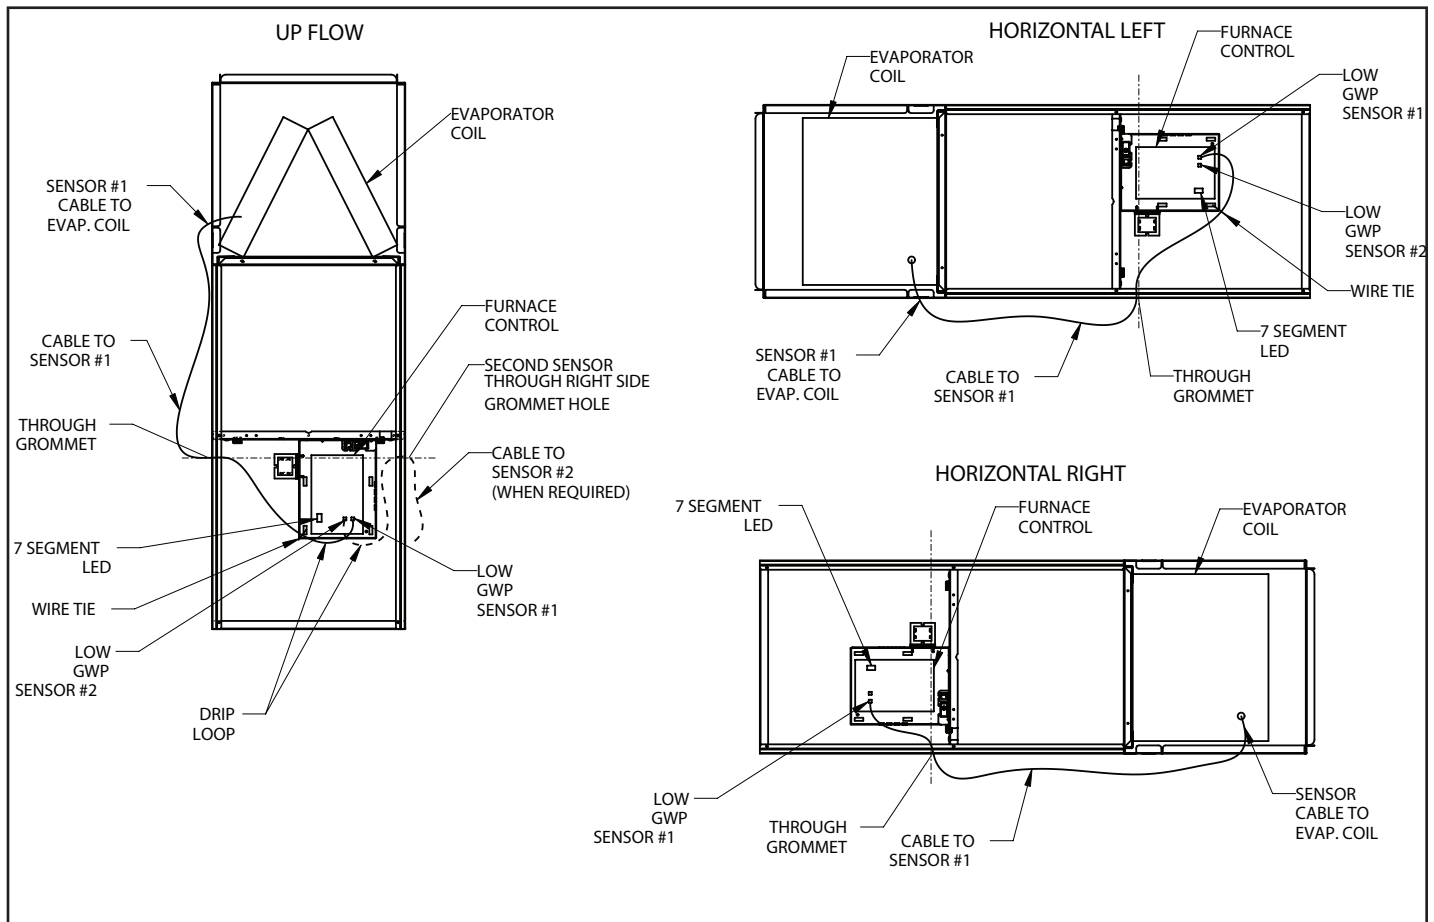 UP FLOW
EVAPORATOR
COIL
SENSOR #1
CABLE TO
EVAP. COIL
FURNACE
CONTROL
CABLE TO
SENSOR #1
SECOND SENSOR
THROUGH RIGHT SIDE
GROMMET HOLE
THROUGH
GROMMET
CABLE TO
SENSOR #2
(WHEN REQUIRED)
7 SEGMENT
LED
LOW
GWP
SENSOR #1
WIRE TIE
LOW
GWP
SENSOR #2
DRIP
LOOP
HORIZONTAL LEFT
FURNACE
CONTROL
EVAPORATOR
COIL
LOW
GWP
SENSOR #1
LOW
GWP
SENSOR #2
WIRE TIE
7 SEGMENT
LED
SENSOR #1
CABLE TO
EVAP. COIL
CABLE TO
SENSOR #1
THROUGH
GROMMET
HORIZONTAL RIGHT
7 SEGMENT
LED
FURNACE
CONTROL
EVAPORATOR
COIL
LOW
GWP
SENSOR #1
THROUGH
GROMMET
CABLE TO
SENSOR #1
SENSOR
CABLE TO
EVAP. COIL